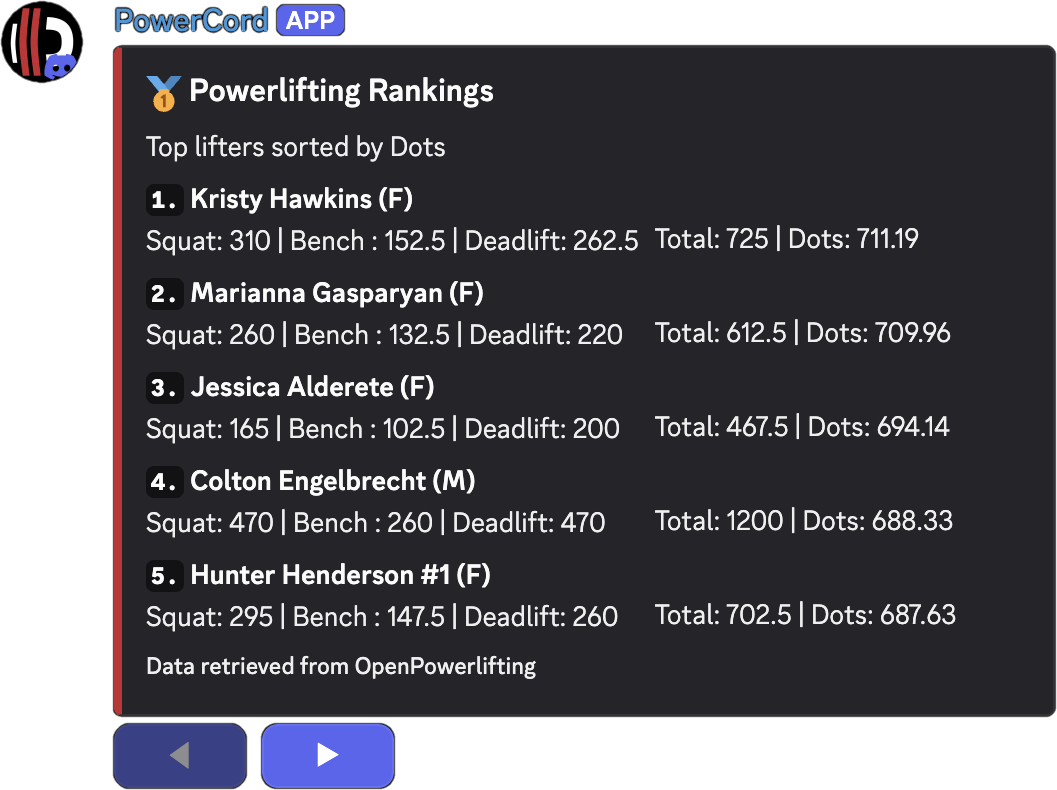 PowerCord APP
🏅 Powerlifting Rankings
Top lifters sorted by Dots
1. Kristy Hawkins (F)
Squat: 310 | Bench : 152.5 | Deadlift: 262.5 Total: 725 | Dots: 711.19
2. Marianna Gasparyan (F)
Squat: 260 | Bench : 132.5 | Deadlift: 220 Total: 612.5 | Dots: 709.96
3. Jessica Alderete (F)
Squat: 165 | Bench : 102.5 | Deadlift: 200 Total: 467.5 | Dots: 694.14
4. Colton Engelbrecht (M)
Squat: 470 | Bench : 260 | Deadlift: 470 Total: 1200 | Dots: 688.33
5. Hunter Henderson #1 (F)
Squat: 295 | Bench : 147.5 | Deadlift: 260 Total: 702.5 | Dots: 687.63
Data retrieved from OpenPowerlifting